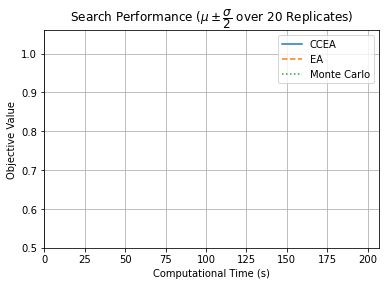 Search Performance (μ ± σ/2 over 20 Replicates)
CCEA
EA
Monte Carlo
Objective Value
1.0
0.9
0.8
0.7
0.6
0.5
0 25 50 75 100 125 150 175 200
Computational Time (s)